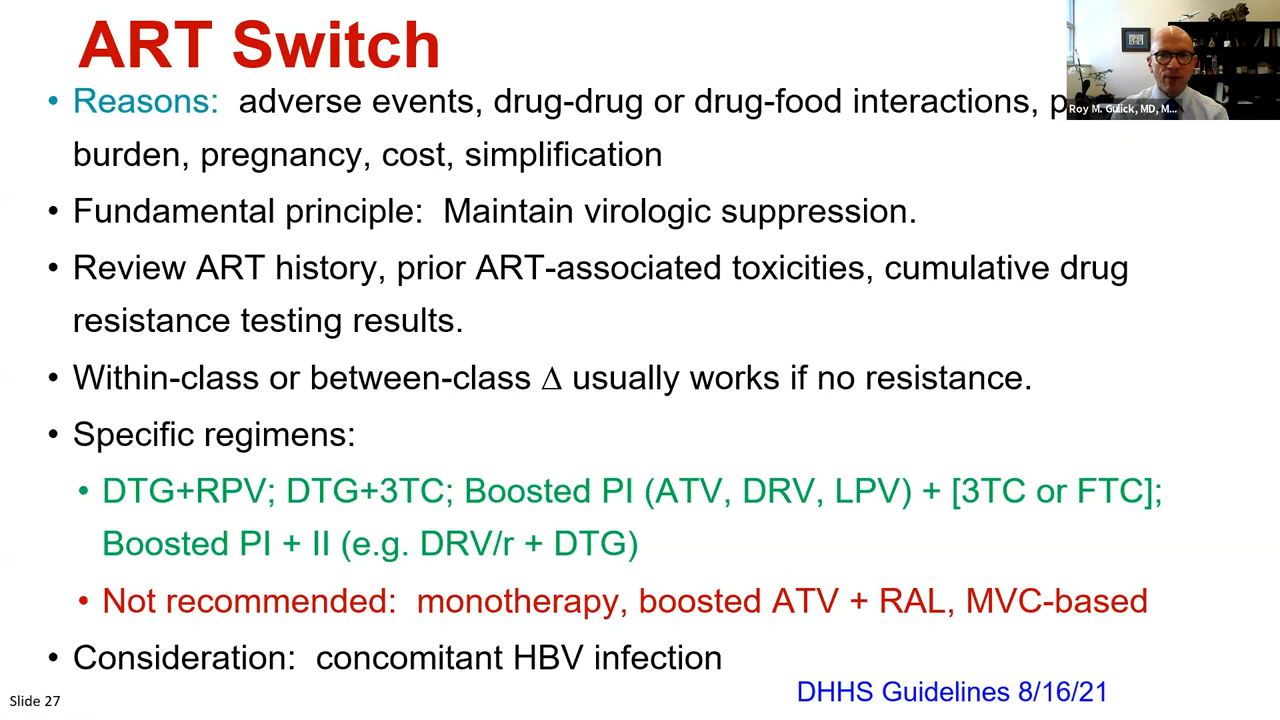 ART Switch
• Reasons: adverse events, drug-drug or drug-food interactions,
burden, pregnancy, cost, simplification
• Fundamental principle: Maintain virologic suppression.
• Review ART history, prior ART-associated toxicities, cumulative drug
resistance testing results.
• Within-class or between-class Δ usually works if no resistance.
• Specific regimens:
• DTG+RPV; DTG+3TC; Boosted PI (ATV, DRV, LPV) + [3TC or FTC];
Boosted PI + II (e.g. DRV/r + DTG)
• Not recommended: monotherapy, boosted ATV + RAL, MVC-based
• Consideration: concomitant HBV infection
DHHS Guidelines 8/16/21
Slide 27
Roy M. Gulick, MD, M...